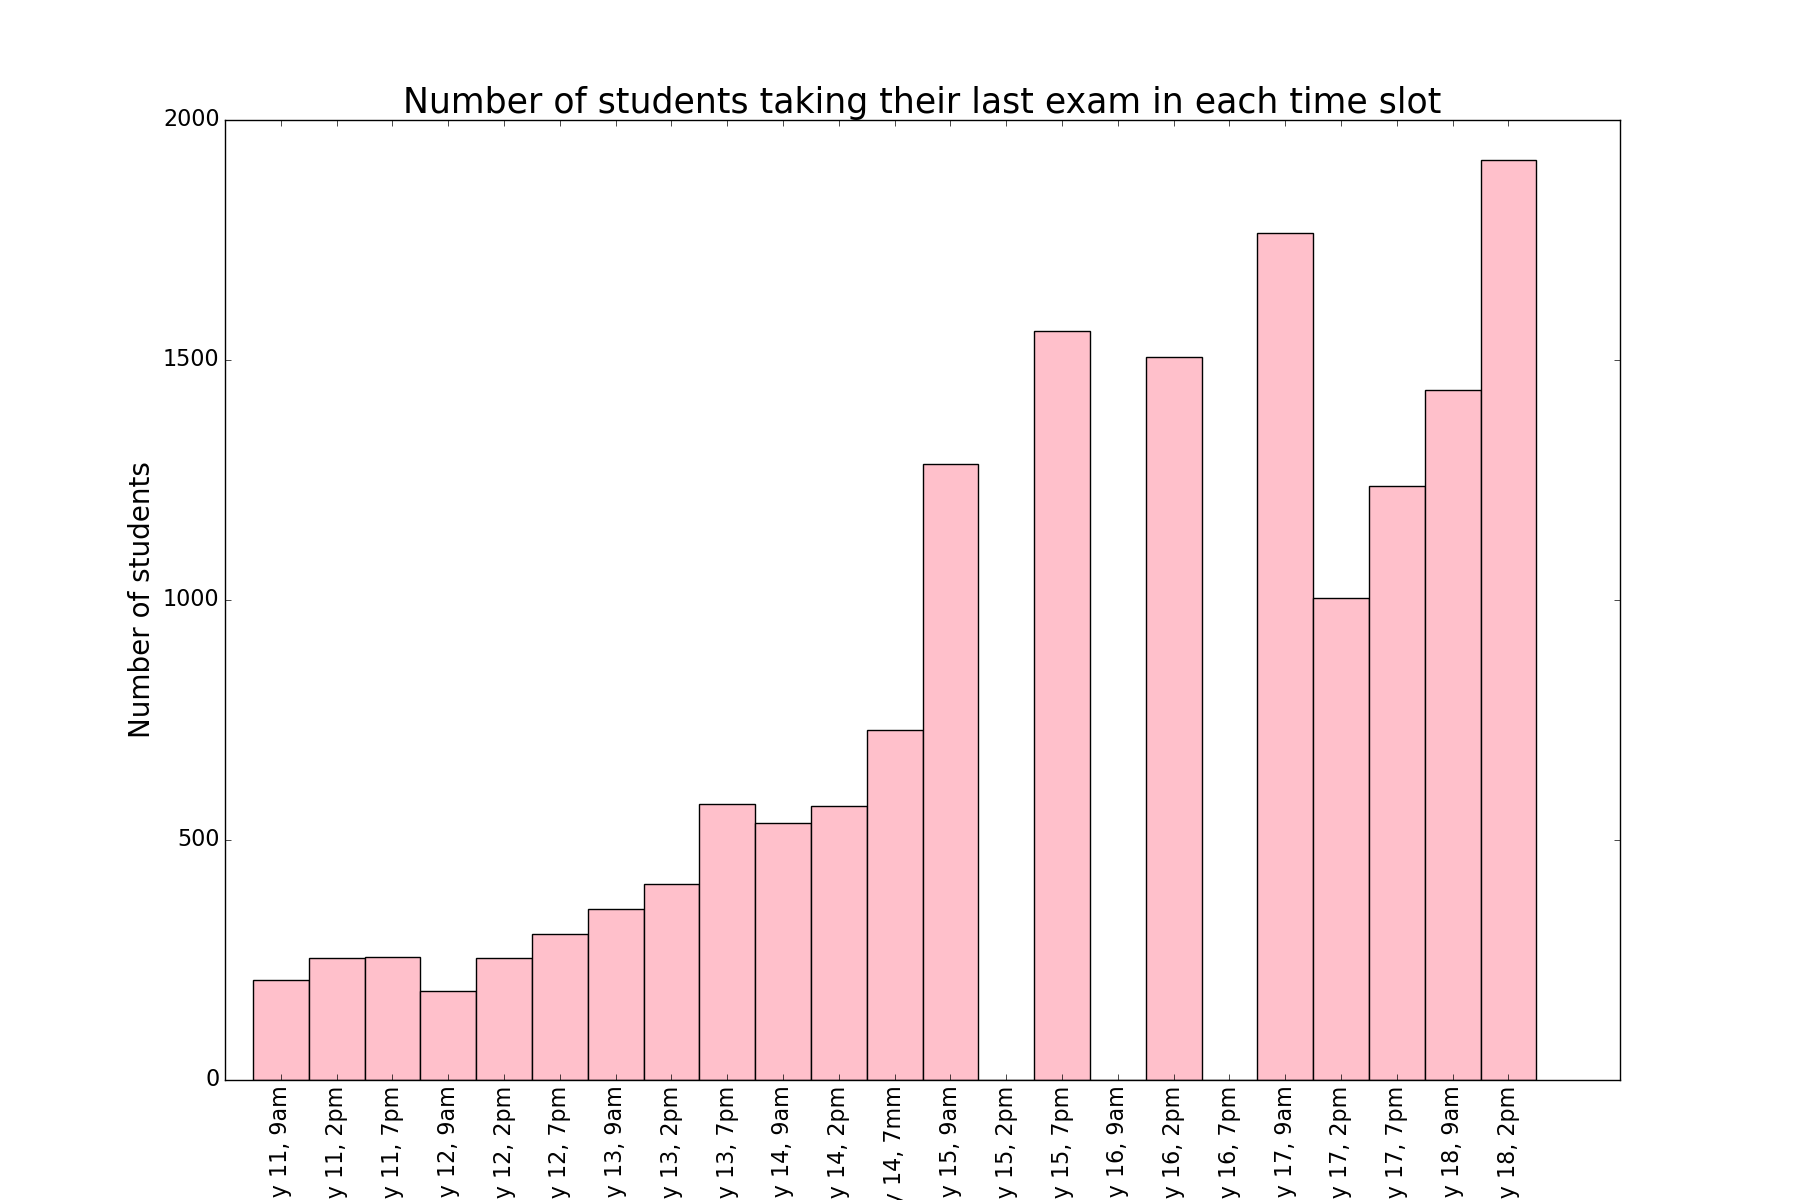 Number of students taking their last exam in each time slot
Number of students
2000
1500
1000
500
0
y 11, 9am
y 11, 2pm
y 11, 7pm
y 12, 9am
y 12, 2pm
y 12, 7pm
y 13, 9am
y 13, 2pm
y 13, 7pm
y 14, 9am
y 14, 2pm
y 14, 7mm
y 15, 9am
y 15, 2pm
y 15, 7pm
y 16, 9am
y 16, 2pm
y 16, 7pm
y 17, 9am
y 17, 2pm
y 17, 7pm
y 18, 9am
y 18, 2pm